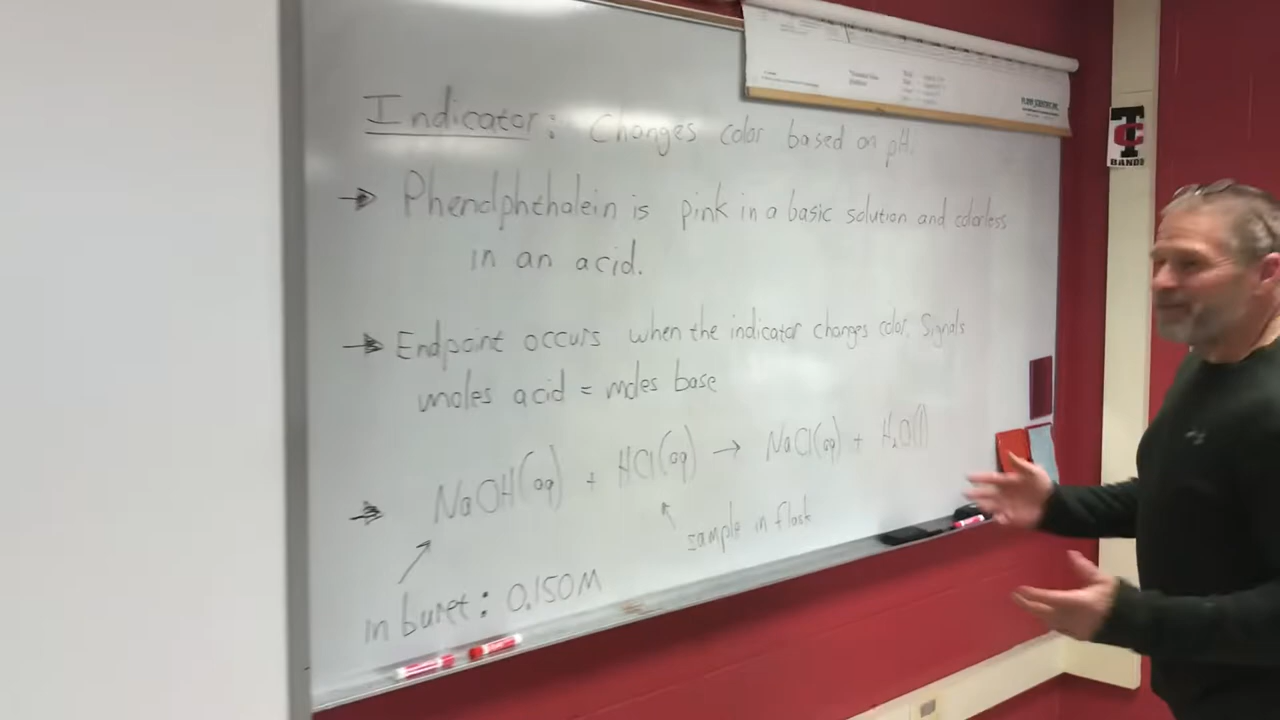 Indicator: Changes color based on pH.
→ Phenolphthalein is pink in a basic solution and colorless
in an acid.
→ Endpoint occurs when the indicator changes color. Signals
moles acid = moles base
→ NaOH(aq) + HCl(aq) → NaCl(aq) + H₂O(l)
sample in flask
in buret: 0.150M
TC
BANDS